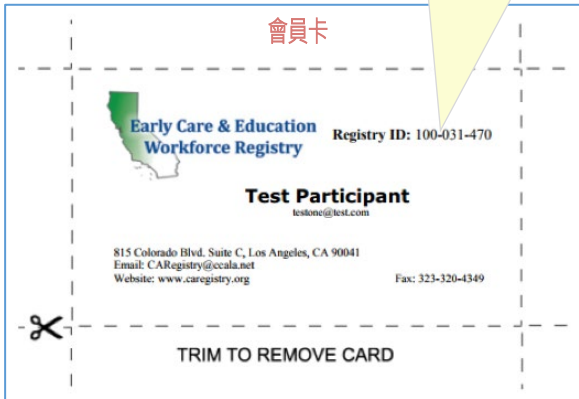 會員卡
Early Care & Education
Workforce Registry
Registry ID: 100-031-470
Test Participant
testone@test.com
815 Colorado Blvd. Suite C, Los Angeles, CA 90041
Email: CARegistry@ccala.net
Website: www.caregistry.org
Fax: 323-320-4349
TRIM TO REMOVE CARD